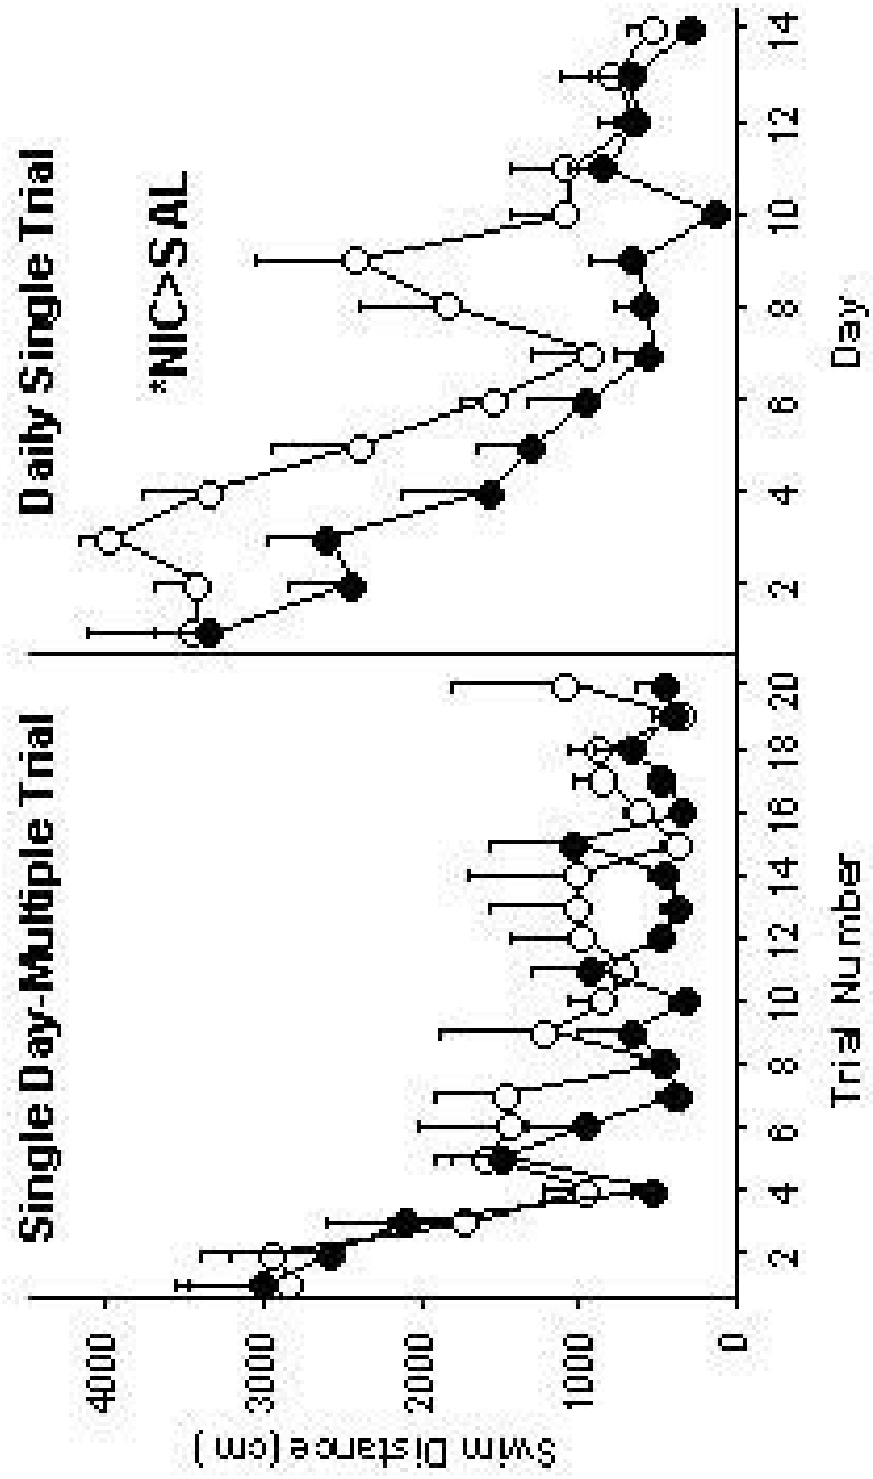 Single Day-Multiple Trial
Daily Single Trial
*NIC>SAL
Swim Distance (cm)
4000
3000
2000
1000
0
2 4 6 8 10 12 14 16 18 20
2 4 6 8 10 12 14
Trial Number
Day